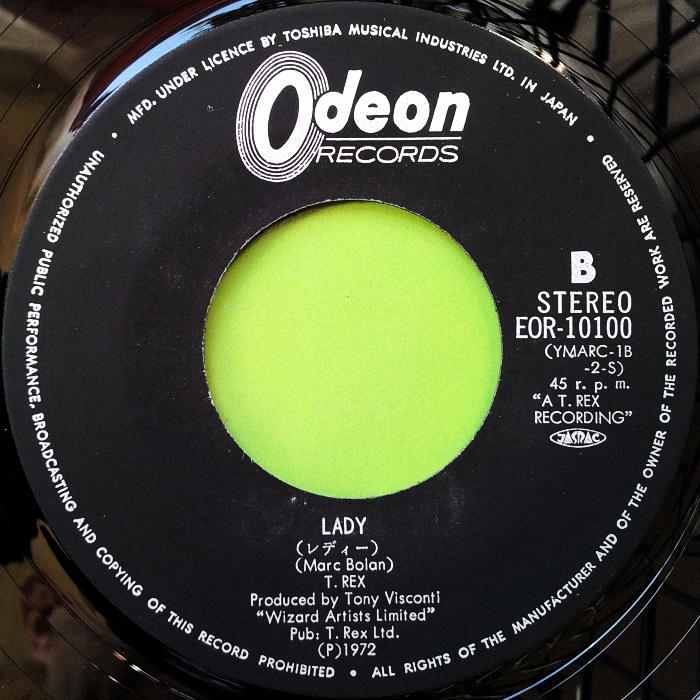 MFD. UNDER LICENCE BY TOSHIBA MUSICAL INDUSTRIES LTD. IN JAPAN •
Odeon
RECORDS
B
STEREO
EOR-10100
(YMARC-1B
-2-S)
45 r. p. m.
"A T. REX
RECORDING"
JASRAC
LADY
(レディー)
(Marc Bolan)
T. REX
Produced by Tony Visconti
"Wizard Artists Limited"
Pub: T. Rex Ltd.
(P)1972
ALL RIGHTS OF THE MANUFACTURER AND OF THE OWNER OF THE RECORDED WORK ARE RESERVED •
UNAUTHORIZED PUBLIC PERFORMANCE, BROADCASTING AND COPYING OF THIS RECORD PROHIBITED •